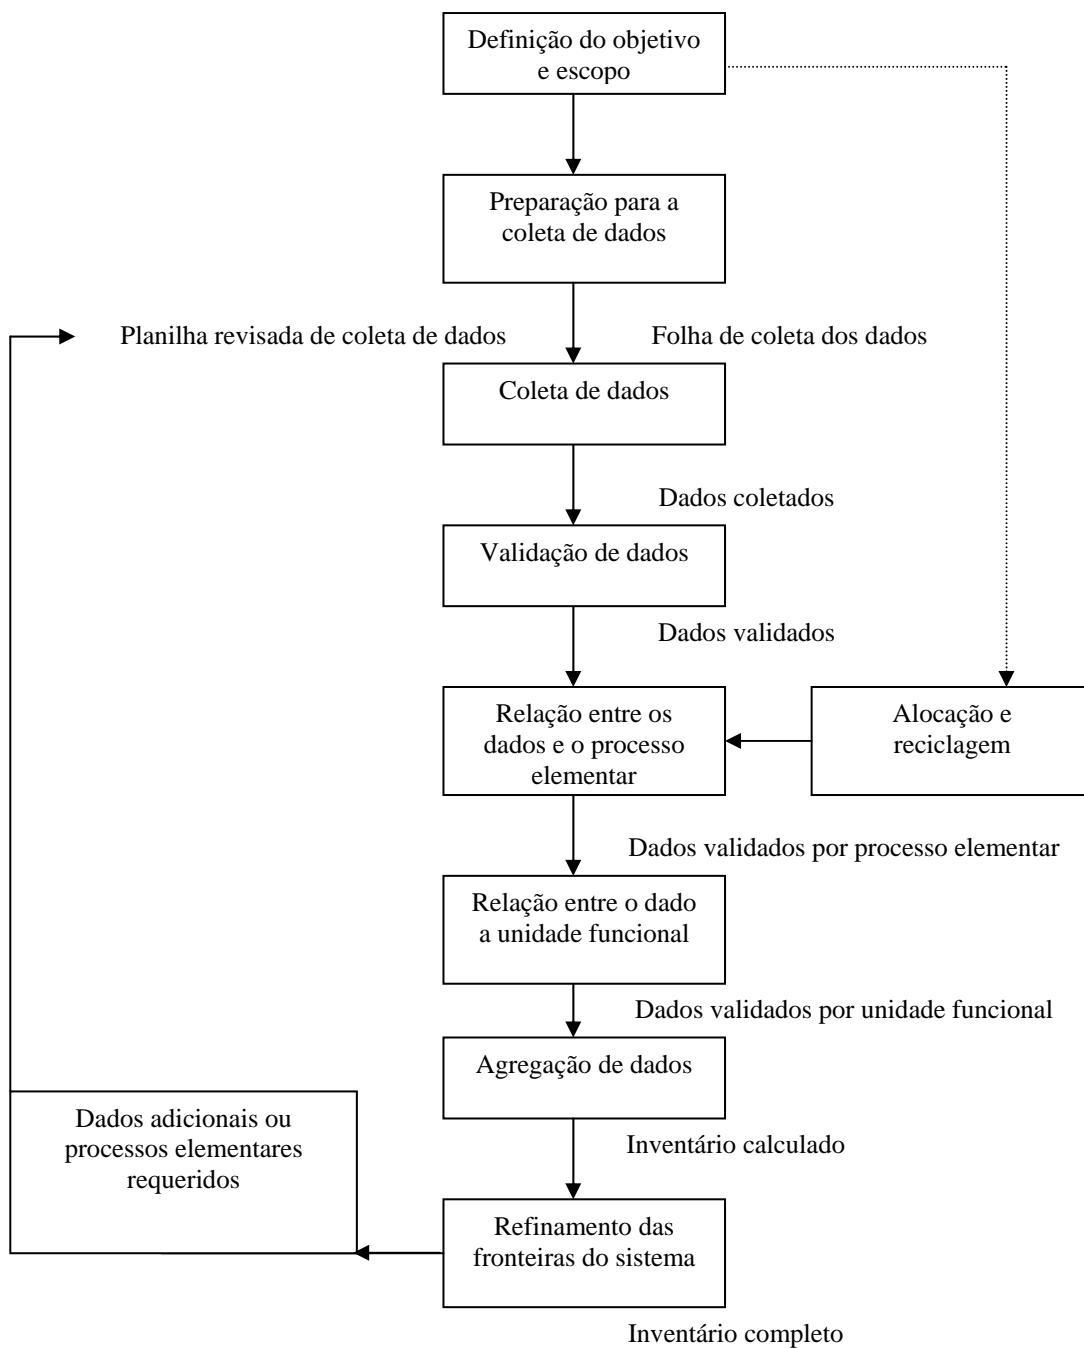 Definição do objetivo
e escopo
Preparação para a
coleta de dados
Planilha revisada de coleta de dados
Folha de coleta dos dados
Coleta de dados
Dados coletados
Validação de dados
Dados validados
Relação entre os
dados e o processo
elementar
Alocação e
reciclagem
Dados validados por processo elementar
Relação entre o dado
a unidade funcional
Dados validados por unidade funcional
Agregação de dados
Dados adicionais ou
processos elementares
requeridos
Inventário calculado
Refinamento das
fronteiras do sistema
Inventário completo